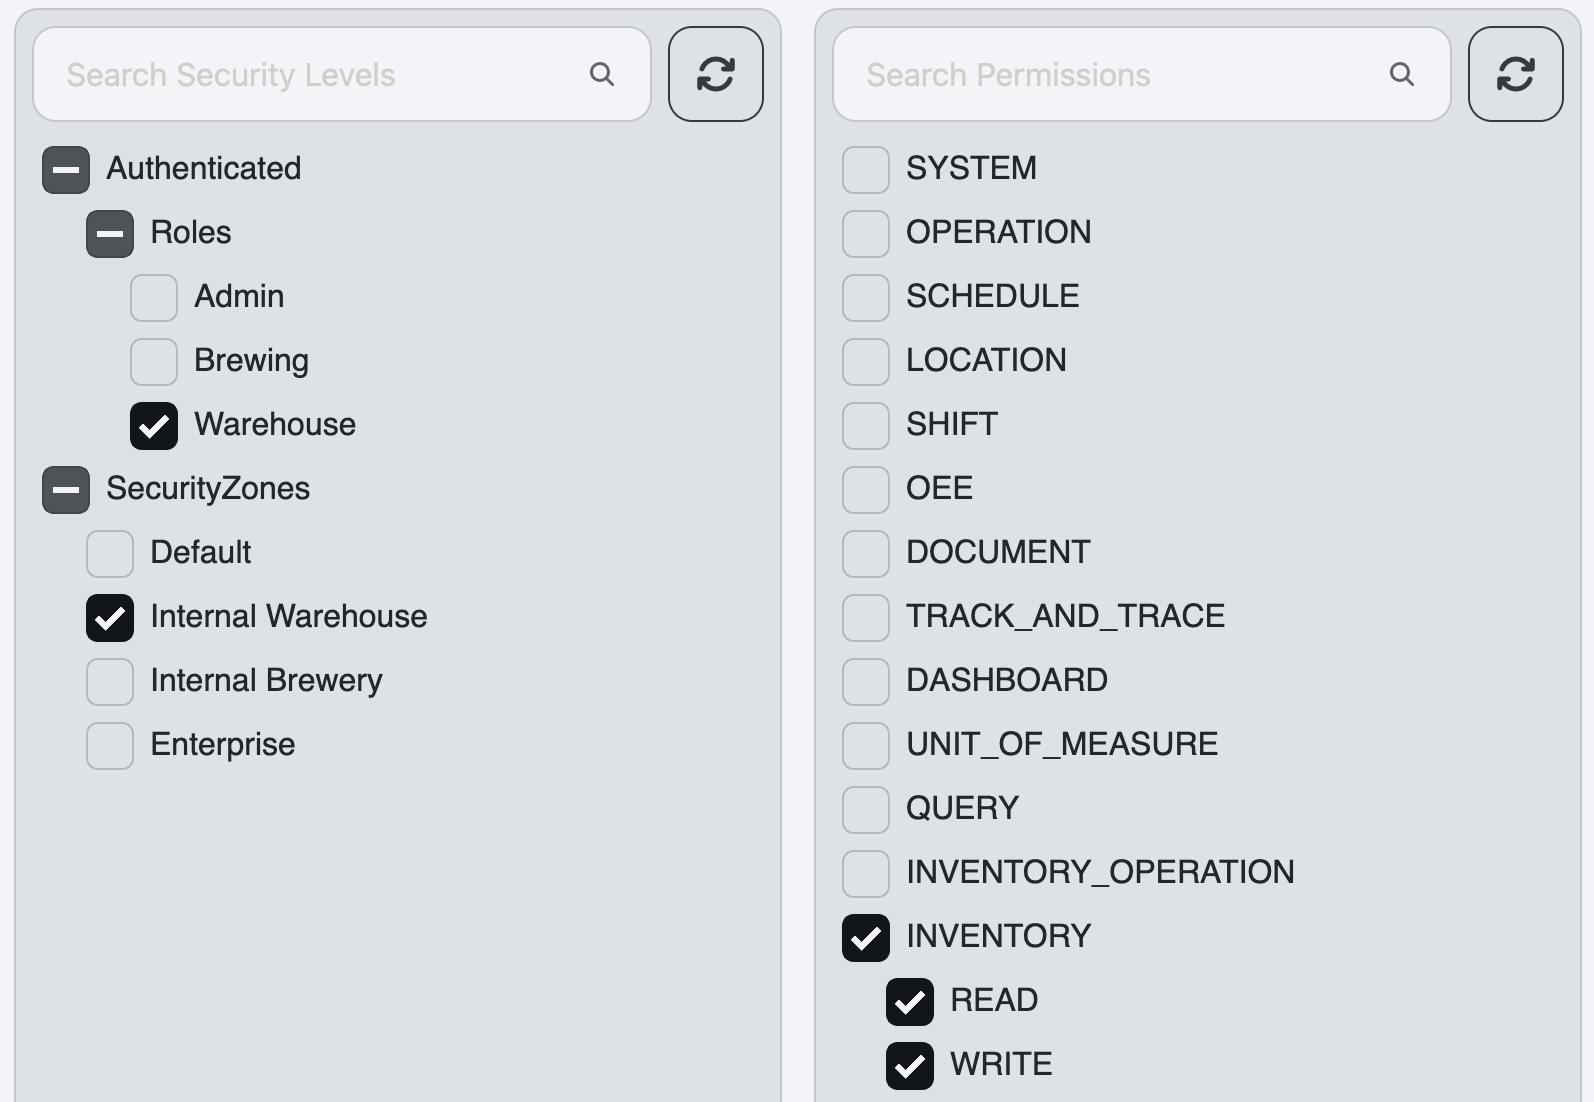 Search Security Levels
Authenticated
Roles
Admin
Brewing
Warehouse
SecurityZones
Default
Internal Warehouse
Internal Brewery
Enterprise
Search Permissions
SYSTEM
OPERATION
SCHEDULE
LOCATION
SHIFT
OEE
DOCUMENT
TRACK_AND_TRACE
DASHBOARD
UNIT_OF_MEASURE
QUERY
INVENTORY_OPERATION
INVENTORY
READ
WRITE